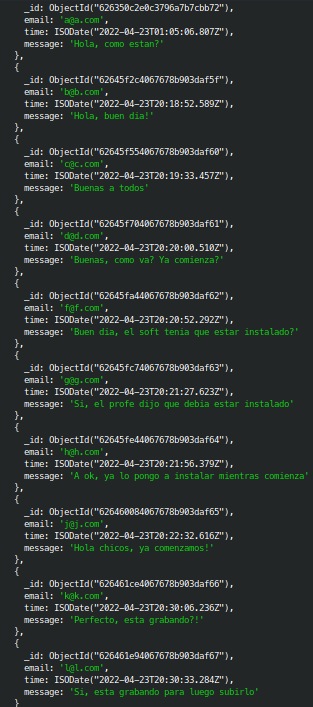 _id: ObjectId("626350c2e0c3796a7b7cbb72"),
email: 'a@a.com',
time: ISODate("2022-04-23T01:05:06.807Z"),
message: 'Hola, como estan?'
},
{
_id: ObjectId("62645f2c4067678b903daf5f"),
email: 'b@b.com',
time: ISODate("2022-04-23T20:18:52.589Z"),
message: 'Hola, buen dia!'
},
{
_id: ObjectId("62645f554067678b903daf60"),
email: 'c@c.com',
time: ISODate("2022-04-23T20:19:33.457Z"),
message: 'Buenas a todos'
},
{
_id: ObjectId("62645f704067678b903daf61"),
email: 'd@d.com',
time: ISODate("2022-04-23T20:20:00.510Z"),
message: 'Buenas, como va? Ya comienza?'
},
{
_id: ObjectId("62645fa44067678b903daf62"),
email: 'f@f.com',
time: ISODate("2022-04-23T20:20:52.292Z"),
message: 'Buen dia, el soft tenia que estar instalado?'
},
{
_id: ObjectId("62645fc74067678b903daf63"),
email: 'g@g.com',
time: ISODate("2022-04-23T20:21:27.623Z"),
message: 'Si, el profe dijo que debia estar instalado'
},
{
_id: ObjectId("62645fe44067678b903daf64"),
email: 'h@h.com',
time: ISODate("2022-04-23T20:21:56.379Z"),
message: 'A ok, ya lo pongo a instalar mientras comienza'
},
{
_id: ObjectId("626460084067678b903daf65"),
email: 'j@j.com',
time: ISODate("2022-04-23T20:22:32.616Z"),
message: 'Hola chicos, ya comenzamos!'
},
{
_id: ObjectId("626461ce4067678b903daf66"),
email: 'k@k.com',
time: ISODate("2022-04-23T20:30:06.236Z"),
message: 'Perfecto, esta grabando?!'
},
{
_id: ObjectId("626461e94067678b903daf67"),
email: 'l@l.com',
time: ISODate("2022-04-23T20:30:33.284Z"),
message: 'Si, esta grabando para luego subirlo'
}